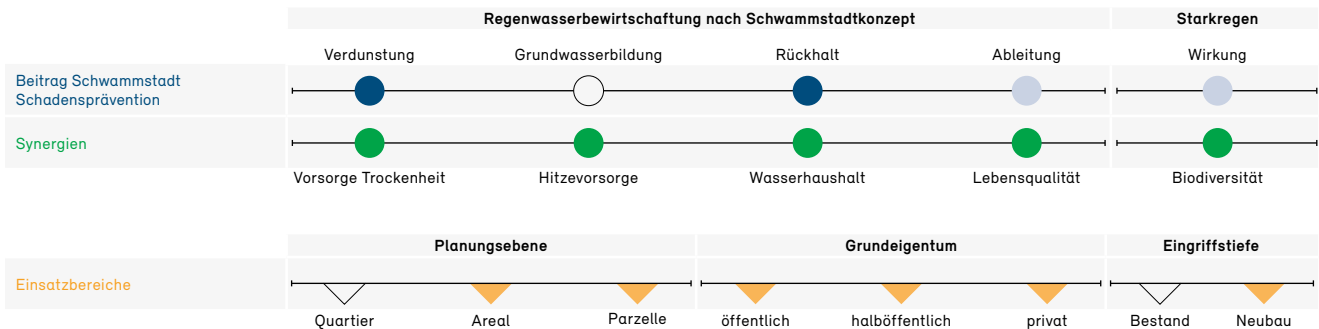 Regenwasserbewirtschaftung nach Schwammstadtkonzept Starkregen
Verdunstung Grundwasserbildung Rückhalt Ableitung Wirkung
Beitrag Schwammstadt
Schadensprävention
Synergien
Vorsorge Trockenheit Hitzevorsorge Wasserhaushalt Lebensqualität Biodiversität
Planungsebene Grundeigentum Eingriffstiefe
Einsatzbereiche
Quartier Areal Parzelle öffentlich halböffentlich privat Bestand Neubau